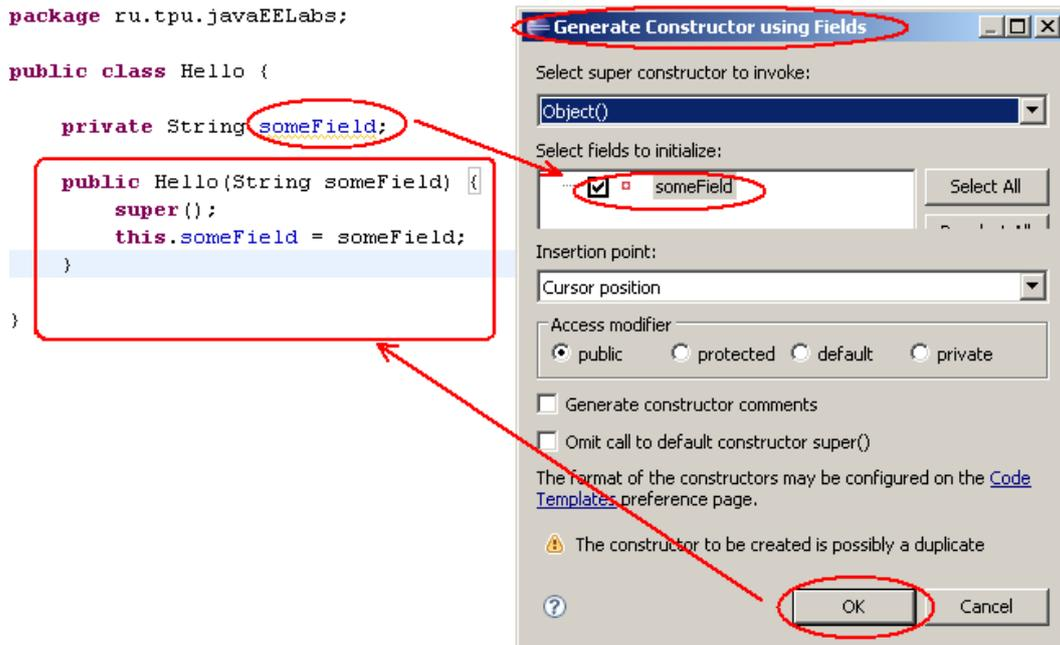 package ru.tpu.javaEELabs;
public class Hello {
private String someField;
public Hello(String someField) {
super();
this.someField = someField;
}
}
Generate Constructor using Fields
Select super constructor to invoke:
Object()
Select fields to initialize:
someField
Select All
Insertion point:
Cursor position
Access modifier
public protected default private
Generate constructor comments
Omit call to default constructor super()
The format of the constructors may be configured on the Code
Templates preference page.
The constructor to be created is possibly a duplicate
?
OK Cancel